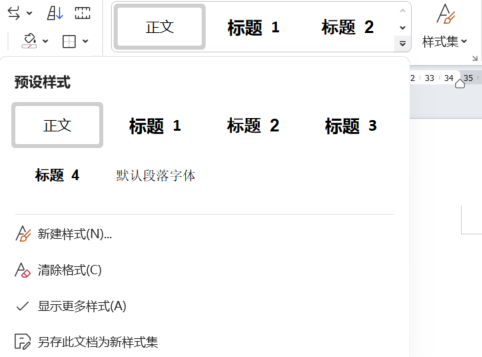 正文 标题 1 标题 2
样式集
2 33 34 35
预设样式
正文 标题 1 标题 2 标题 3
标题 4 默认段落字体
新建样式(N)...
清除格式(C)
显示更多样式(A)
另存此文档为新样式集